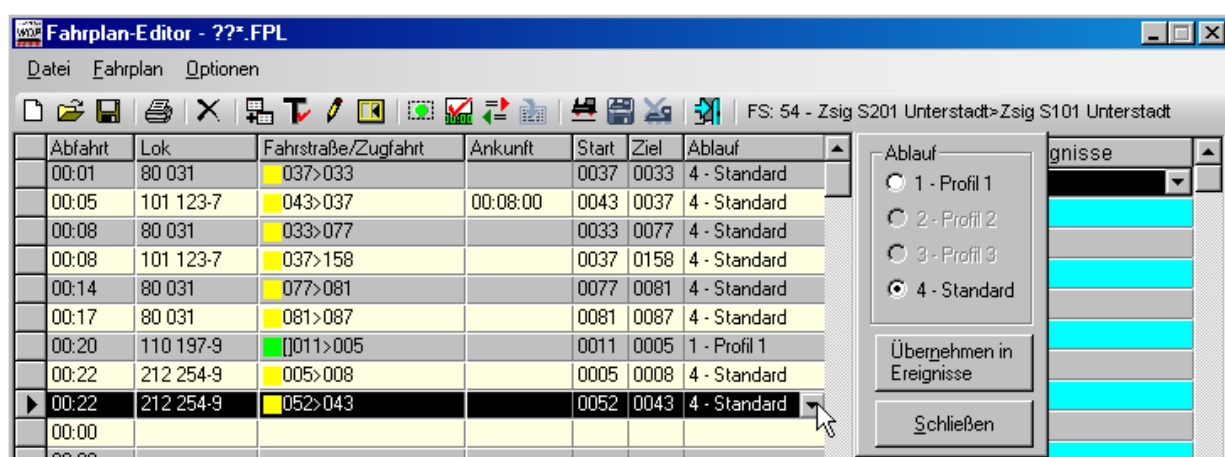 Fahrplan-Editor - ??*.FPL
Datei Fahrplan Optionen
FS: 54 - Zsig S201 Unterstadt>Zsig S101 Unterstadt
Abfahrt Lok Fahrstraße/Zugfahrt Ankunft Start Ziel Ablauf
00:01 80 031 037>033 0037 0033 4 - Standard
00:05 101 123-7 043>037 00:08:00 0043 0037 4 - Standard
00:08 80 031 033>077 0033 0077 4 - Standard
00:08 101 123-7 037>158 0037 0158 4 - Standard
00:14 80 031 077>081 0077 0081 4 - Standard
00:17 80 031 081>087 0081 0087 4 - Standard
00:20 110 197-9 []011>005 0011 0005 1 - Profil 1
00:22 212 254-9 005>008 0005 0008 4 - Standard
00:22 212 254-9 052>043 0052 0043 4 - Standard
00:00
Ablauf
1 - Profil 1
2 - Profil 2
3 - Profil 3
4 - Standard
Übernehmen in
Ereignisse
Schließen
gnisse